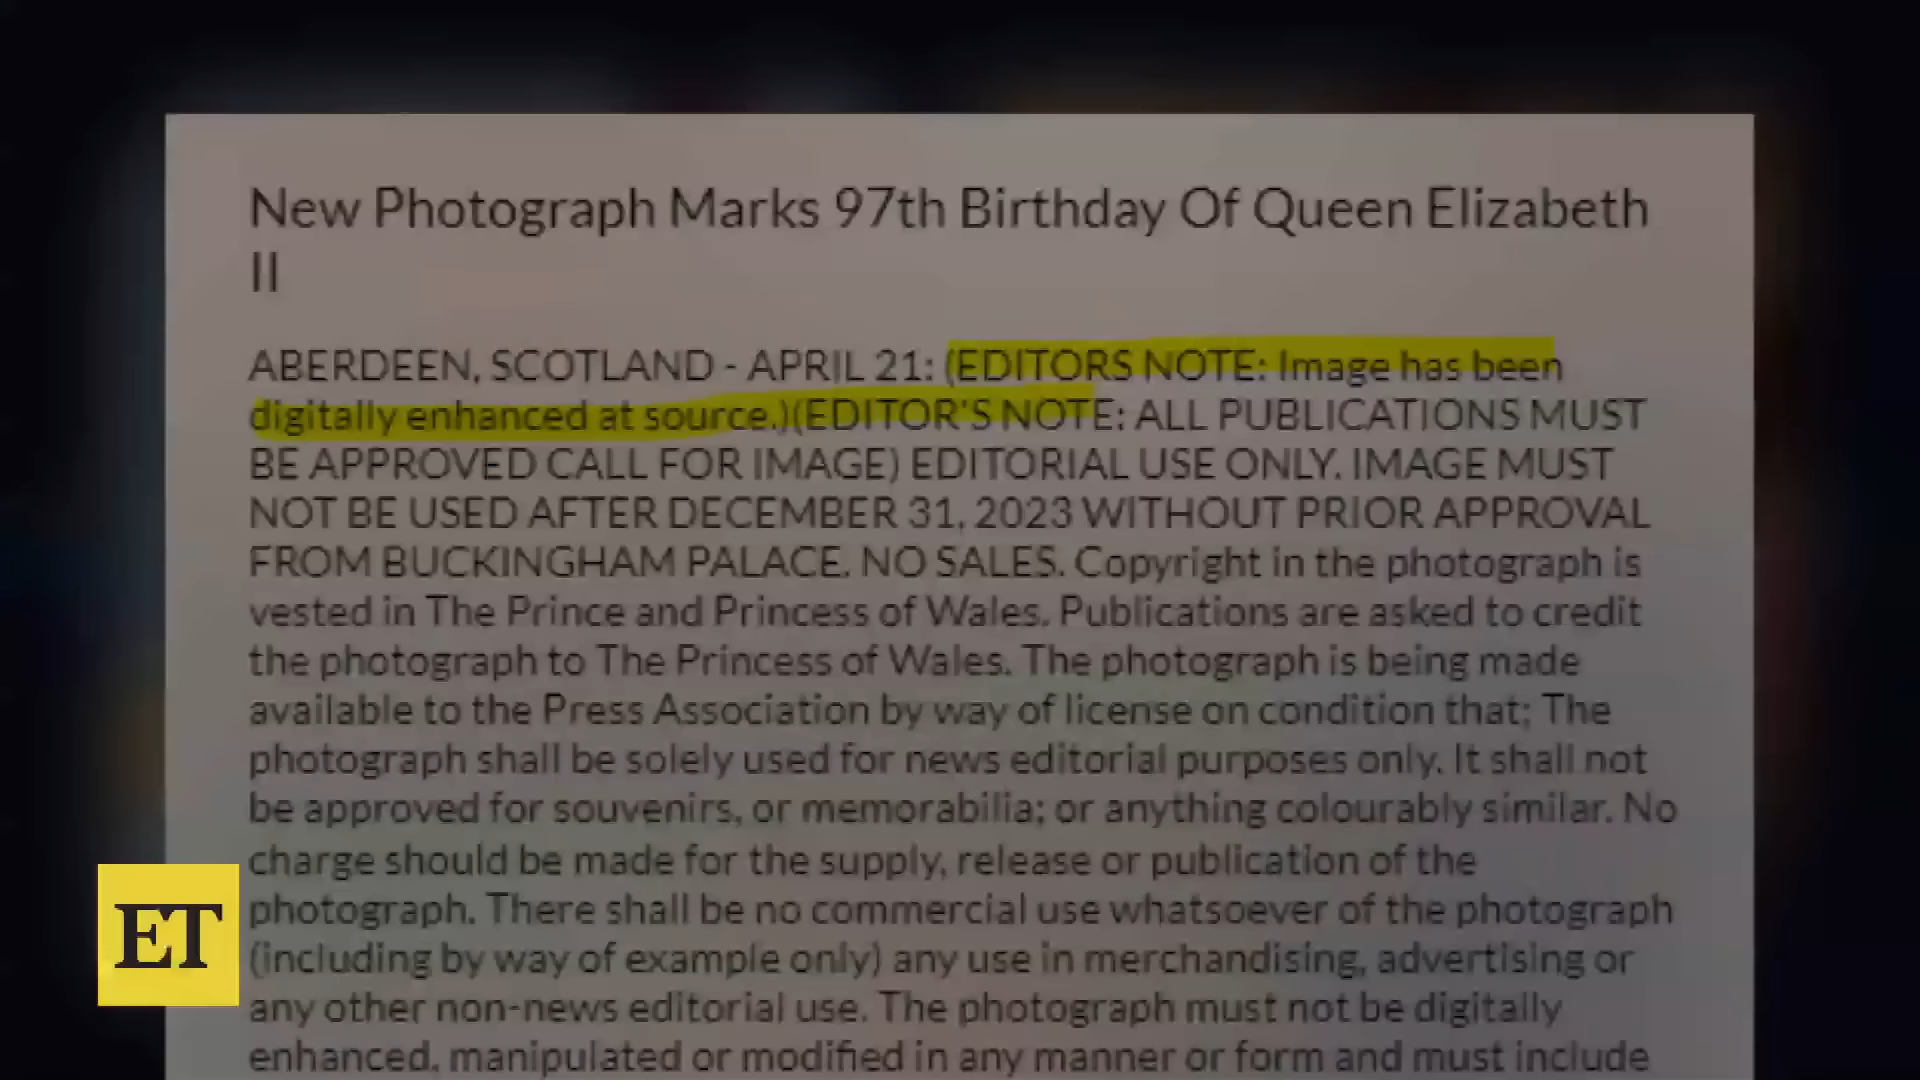 New Photograph Marks 97th Birthday Of Queen Elizabeth
II
ABERDEEN, SCOTLAND - APRIL 21: (EDITORS NOTE: Image has been
digitally enhanced at source.)(EDITOR'S NOTE: ALL PUBLICATIONS MUST
BE APPROVED CALL FOR IMAGE) EDITORIAL USE ONLY. IMAGE MUST
NOT BE USED AFTER DECEMBER 31, 2023 WITHOUT PRIOR APPROVAL
FROM BUCKINGHAM PALACE. NO SALES. Copyright in the photograph is
vested in The Prince and Princess of Wales. Publications are asked to credit
the photograph to The Princess of Wales. The photograph is being made
available to the Press Association by way of license on condition that; The
photograph shall be solely used for news editorial purposes only. It shall not
be approved for souvenirs, or memorabilia; or anything colourably similar. No
charge should be made for the supply, release or publication of the
photograph. There shall be no commercial use whatsoever of the photograph
(including by way of example only) any use in merchandising, advertising or
any other non-news editorial use. The photograph must not be digitally
enhanced, manipulated or modified in any manner or form and must include
ET